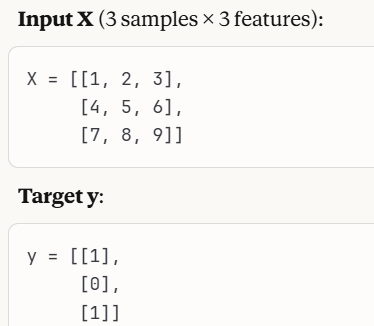 Input X (3 samples × 3 features):
X = [[1, 2, 3],
[4, 5, 6],
[7, 8, 9]]
Target y:
y = [[1],
[0],
[1]]